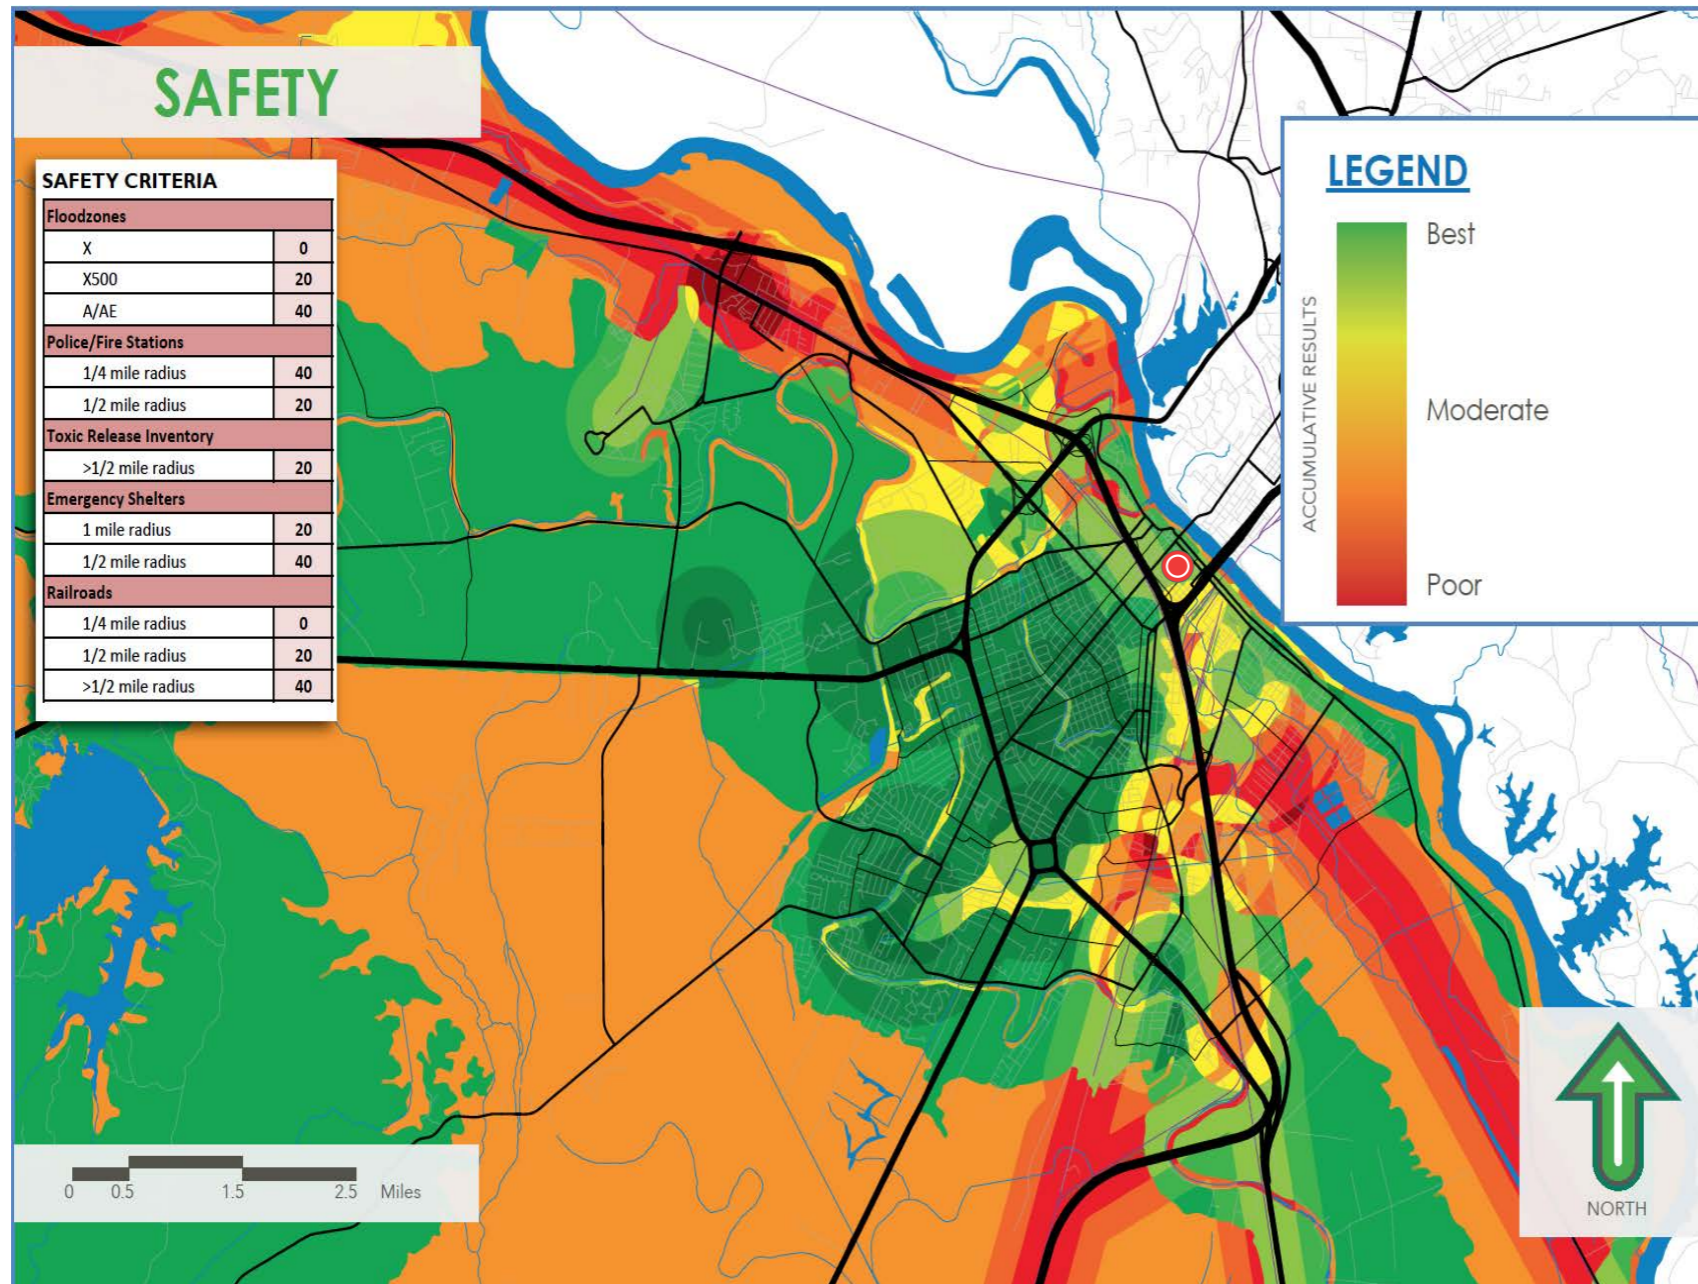 SAFETY
SAFETY CRITERIA
Floodzones
X 0
X500 20
A/AE 40
Police/Fire Stations
1/4 mile radius 40
1/2 mile radius 20
Toxic Release Inventory
>1/2 mile radius 20
Emergency Shelters
1 mile radius 20
1/2 mile radius 40
Railroads
1/4 mile radius 0
1/2 mile radius 20
>1/2 mile radius 40
LEGEND
ACCUMULATIVE RESULTS
Best
Moderate
Poor
0 0.5 1.5 2.5 Miles
NORTH